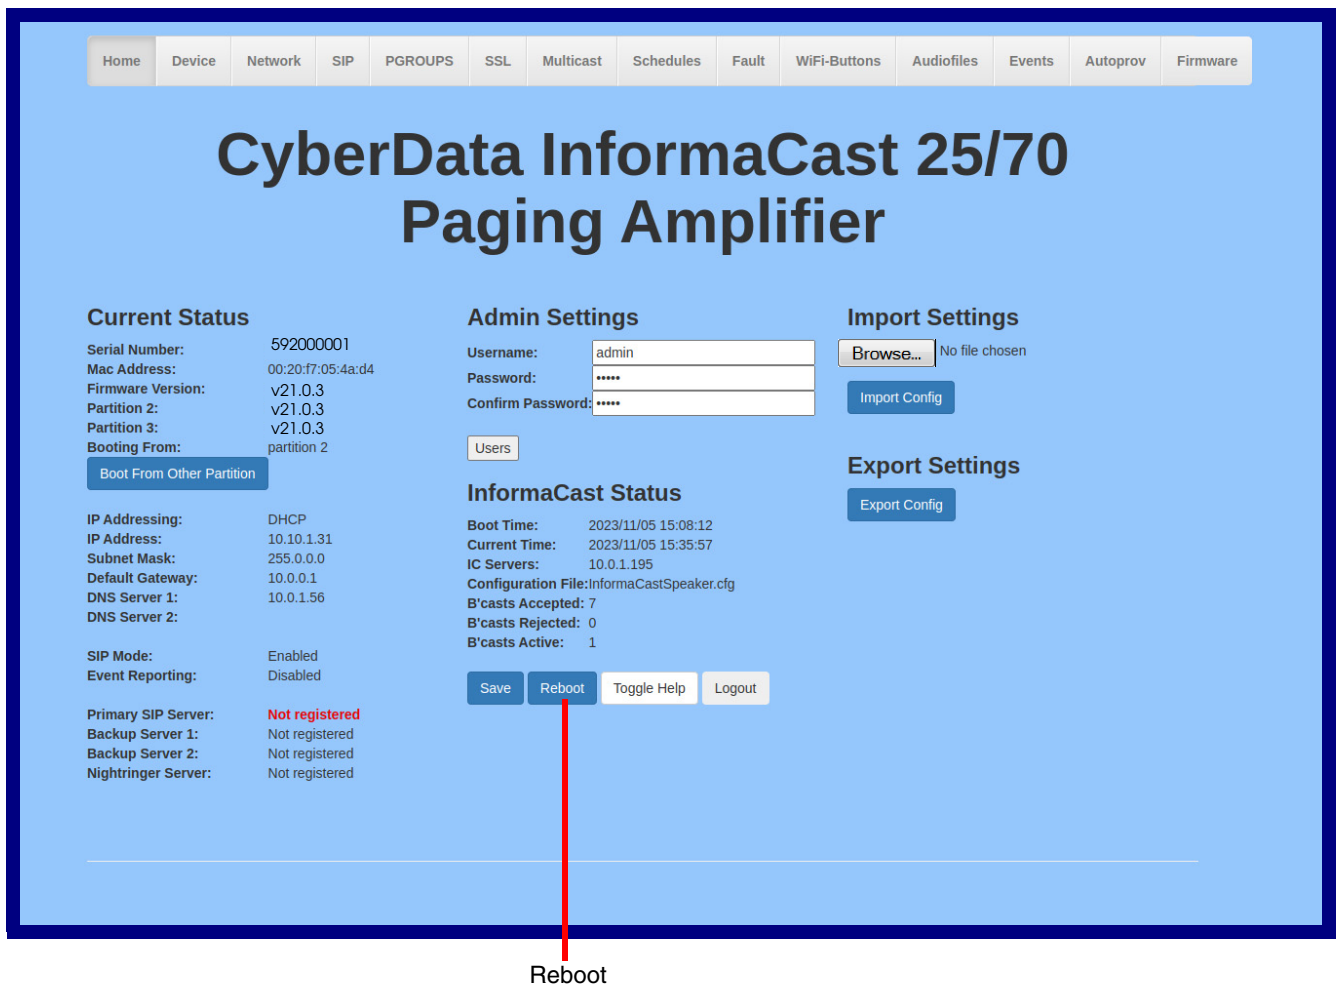 Home Device Network SIP PGROUPS SSL Multicast Schedules Fault WiFi-Buttons Audiofiles Events Autoprov Firmware
CyberData InformaCast 25/70
Paging Amplifier
Current Status
Serial Number: 592000001
Mac Address: 00:20:f7:05:4a:d4
Firmware Version: v21.0.3
Partition 2: v21.0.3
Partition 3: v21.0.3
Booting From: partition 2
Boot From Other Partition
IP Addressing: DHCP
IP Address: 10.10.1.31
Subnet Mask: 255.0.0.0
Default Gateway: 10.0.0.1
DNS Server 1: 10.0.1.56
DNS Server 2:
SIP Mode: Enabled
Event Reporting: Disabled
Primary SIP Server: Not registered
Backup Server 1: Not registered
Backup Server 2: Not registered
Nightringer Server: Not registered
Admin Settings
Username: admin
Password: •••••
Confirm Password: •••••
Users
InformaCast Status
Boot Time: 2023/11/05 15:08:12
Current Time: 2023/11/05 15:35:57
IC Servers: 10.0.1.195
Configuration File: InformaCastSpeaker.cfg
B'casts Accepted: 7
B'casts Rejected: 0
B'casts Active: 1
Save Reboot Toggle Help Logout
Import Settings
Browse... No file chosen
Import Config
Export Settings
Export Config
Reboot